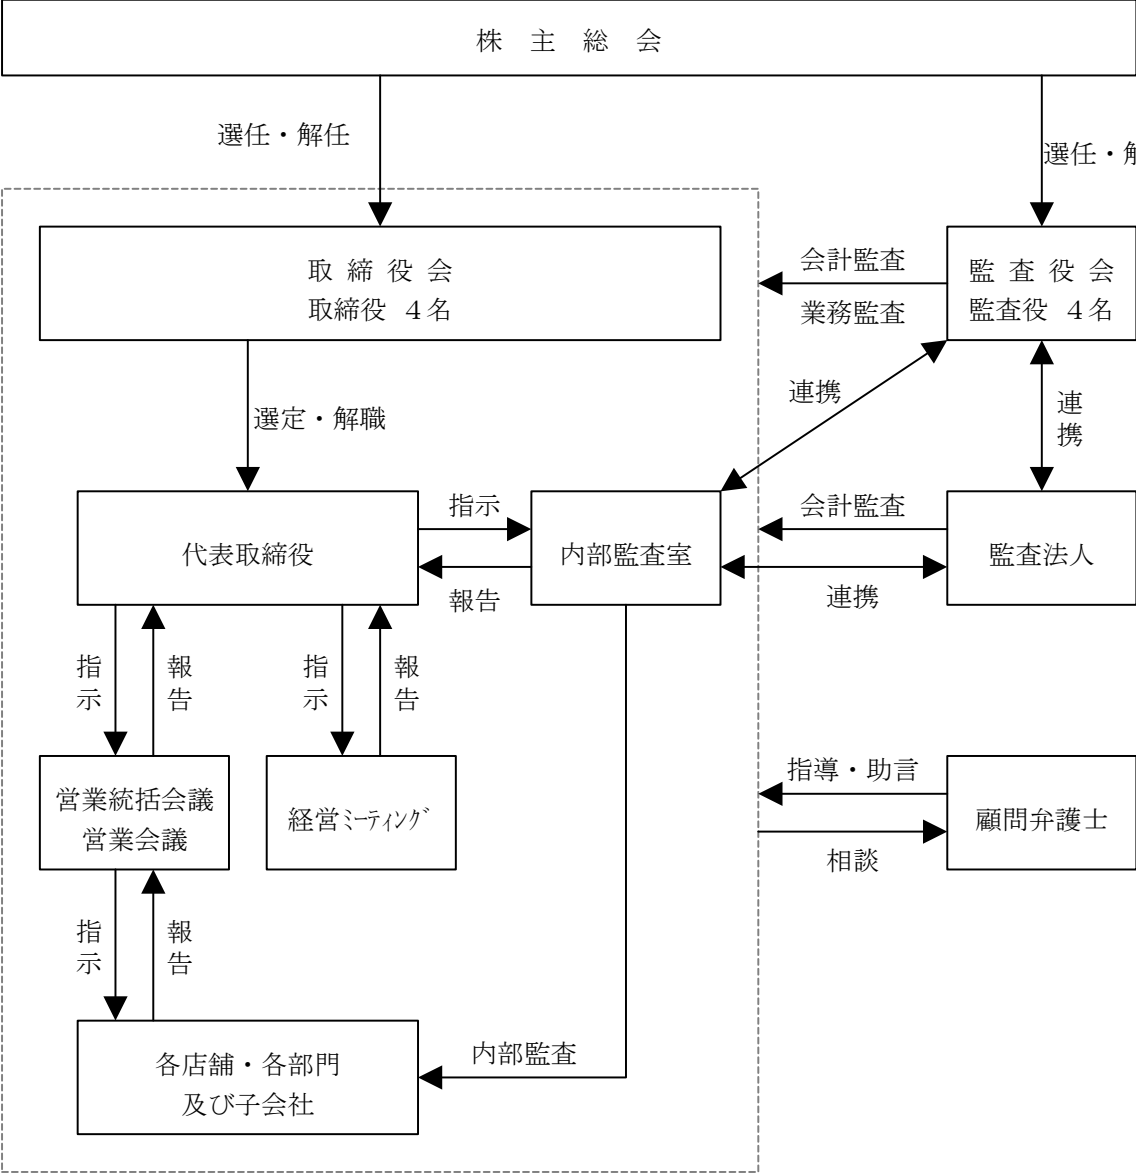 株 主 総 会
選任・解任
選任・
取 締 役 会
取締役 4名
会計監査
業務監査
監 査 役 会
監査役 4名
連携
連
携
選定・解職
代表取締役
指示
報告
内部監査室
会計監査
連携
監査法人
指
示
報
告
指
示
報
告
営業統括会議
営業会議
経営ミーティング
指導・助言
相談
顧問弁護士
指
示
報
告
各店舗・各部門
及び子会社
内部監査